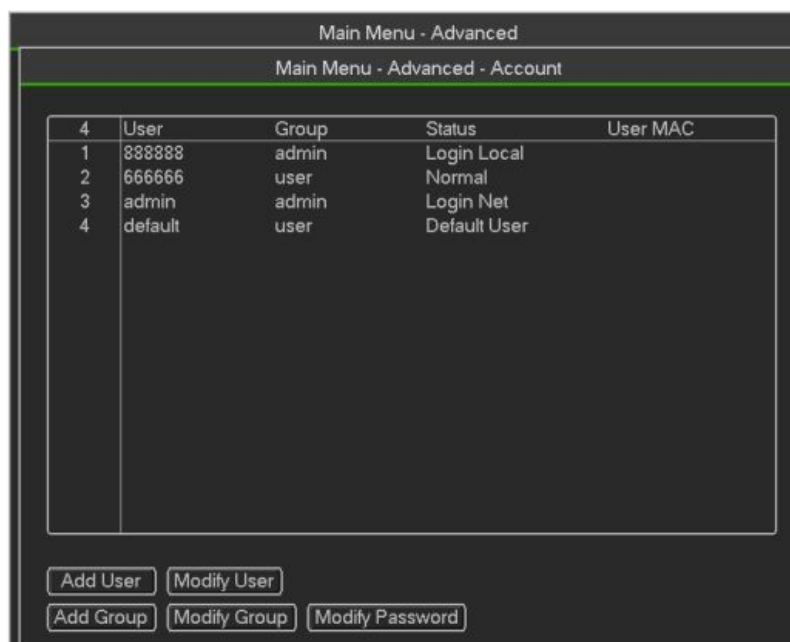 Main Menu - Advanced
Main Menu - Advanced - Account
4 User Group Status User MAC
1 888888 admin Login Local
2 666666 user Normal
3 admin admin Login Net
4 default user Default User
Add User Modify User
Add Group Modify Group Modify Password